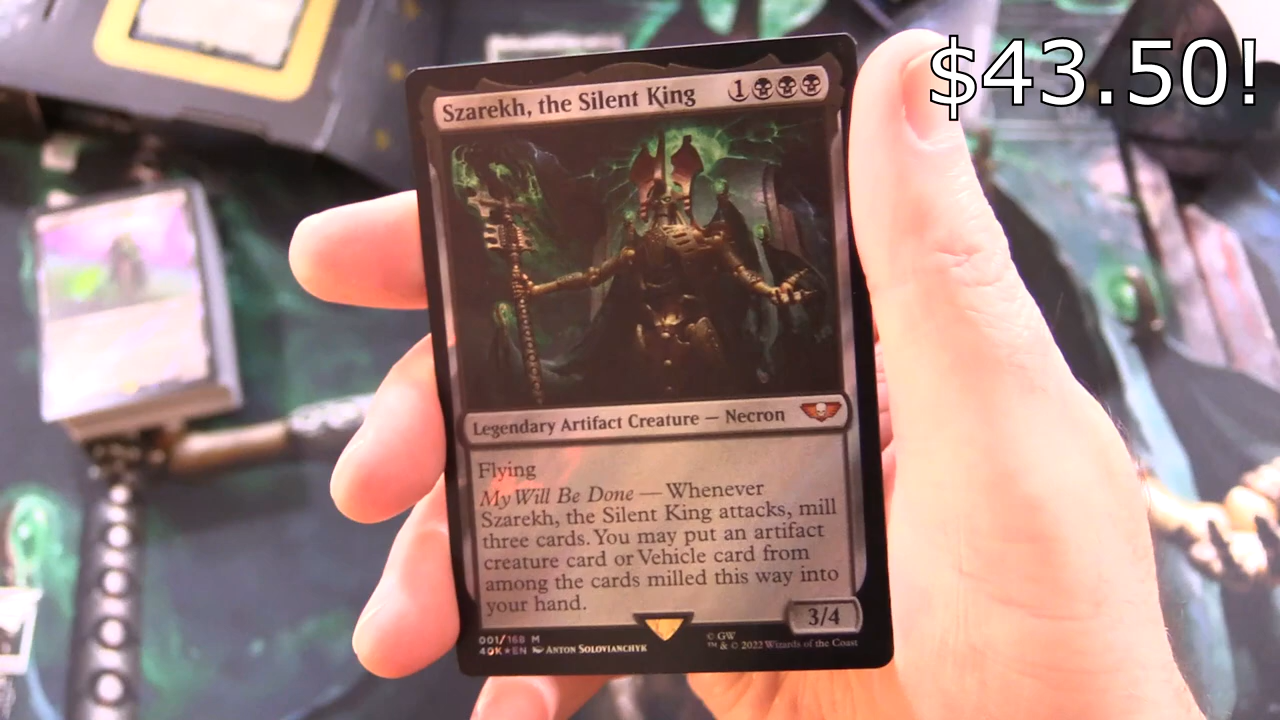 $43.50!
Szarekh, the Silent King 1
Legendary Artifact Creature — Necron
Flying
My Will Be Done — Whenever
Szarekh, the Silent King attacks, mill
three cards. You may put an artifact
creature card or Vehicle card from
among the cards milled this way into
your hand.
3/4
001/168 M
40K★EN Anton Solovianchyk
© GW
™ & © 2022 Wizards of the Coast